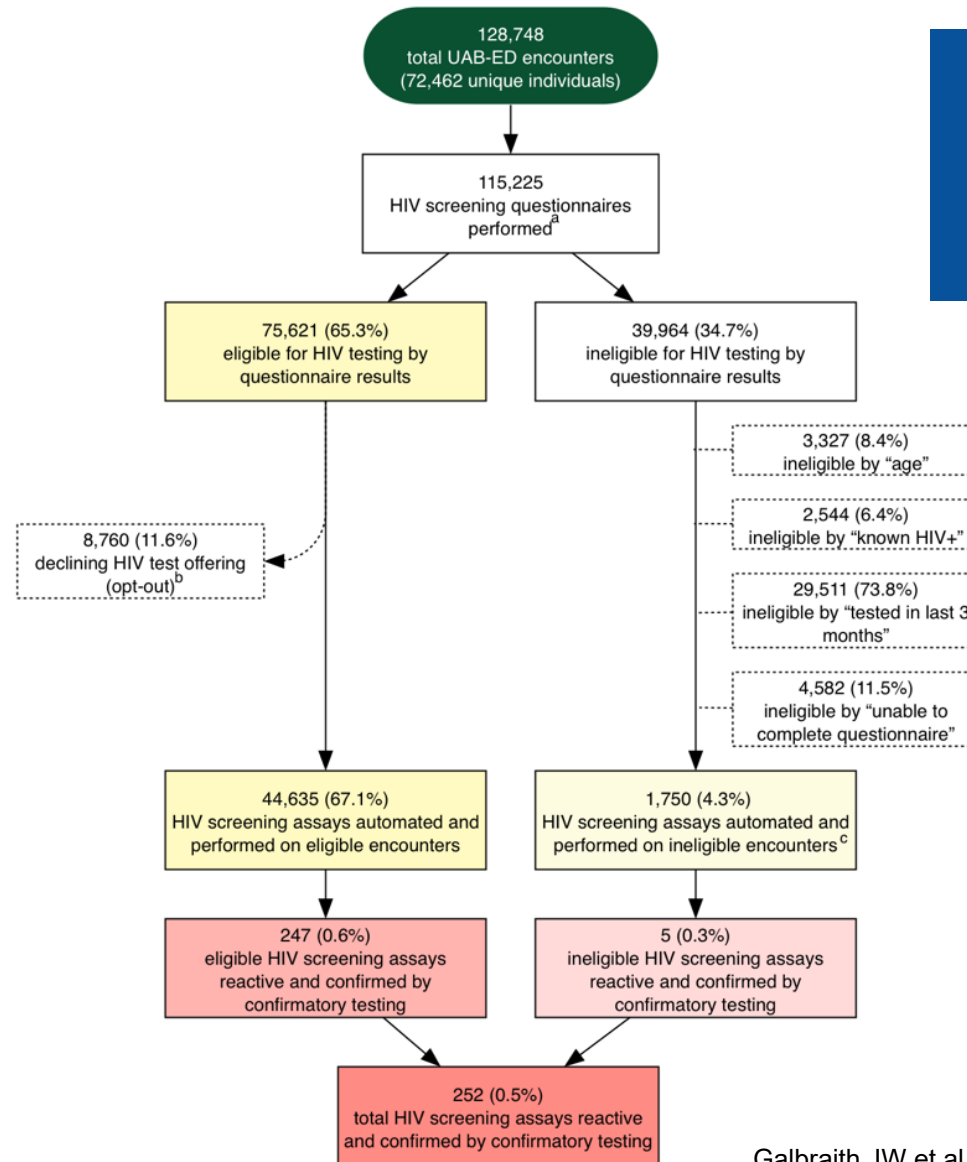 128,748
total UAB-ED encounters
(72,462 unique individuals)
115,225
HIV screening questionnaires
performed a
75,621 (65.3%)
eligible for HIV testing by
questionnaire results
39,964 (34.7%)
ineligible for HIV testing by
questionnaire results
3,327 (8.4%)
ineligible by “age”
2,544 (6.4%)
ineligible by “known HIV+”
8,760 (11.6%)
declining HIV test offering
(opt-out) b
29,511 (73.8%)
ineligible by “tested in last 3
months”
4,582 (11.5%)
ineligible by “unable to
complete questionnaire”
44,635 (67.1%)
HIV screening assays automated and
performed on eligible encounters
1,750 (4.3%)
HIV screening assays automated and
performed on ineligible encounters c
247 (0.6%)
eligible HIV screening assays
reactive and confirmed by
confirmatory testing
5 (0.3%)
ineligible HIV screening assays
reactive and confirmed by
confirmatory testing
252 (0.5%)
total HIV screening assays reactive
and confirmed by confirmatory testing
Galbraith JW et al